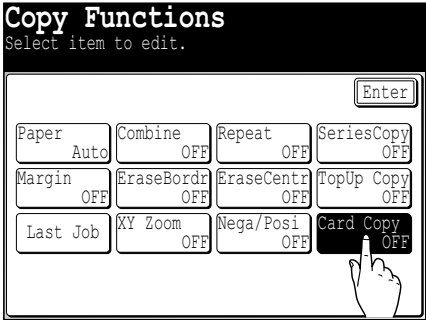 Copy Functions
Select item to edit.
Enter
Paper Combine Repeat SeriesCopy
Auto OFF OFF OFF
Margin EraseBordr EraseCentr TopUp Copy
OFF OFF OFF OFF
Last Job XY Zoom Nega/Posi Card Copy
OFF OFF OFF